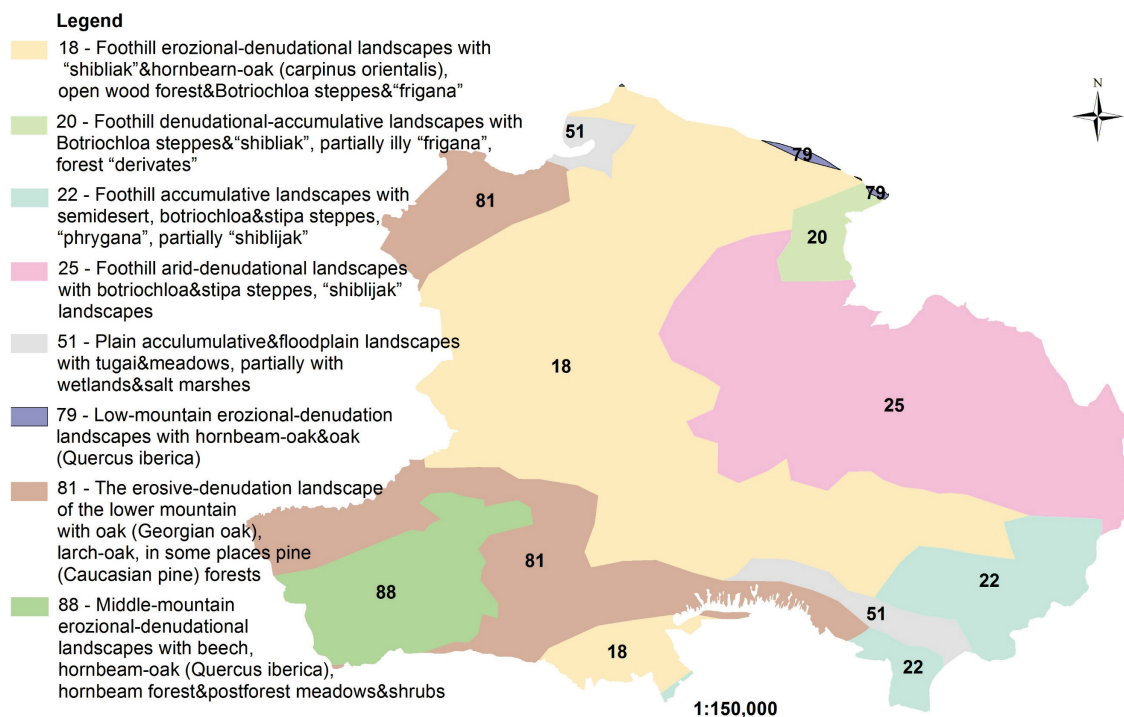 Legend
18 - Foothill erozional-denudational landscapes with
“shibliak”&hornbearn-oak (carpinus orientalis),
open wood forest&Botriochloa steppes&“frigana”
20 - Foothill denudational-accumulative landscapes with
Botriochloa steppes&“shibliak”, partially illy “frigana”,
forest “derivates”
22 - Foothill accumulative landscapes with
semidesert, botriochloa&stipa steppes,
“phrygana”, partially “shiblijak”
25 - Foothill arid-denudational landscapes
with botriochloa&stipa steppes, “shiblijak”
landscapes
51 - Plain acculumulative&floodplain landscapes
with tugai&meadows, partially with
wetlands&salt marshes
79 - Low-mountain erozional-denudation
landscapes with hornbeam-oak&oak
(Quercus iberica)
81 - The erosive-denudation landscape
of the lower mountain
with oak (Georgian oak),
larch-oak, in some places pine
(Caucasian pine) forests
88 - Middle-mountain
erozional-denudational
landscapes with beech,
hornbeam-oak (Quercus iberica),
hornbeam forest&postforest meadows&shrubs
N
51
79
79
81
20
18
25
81
88
22
51
18
22
1:150,000